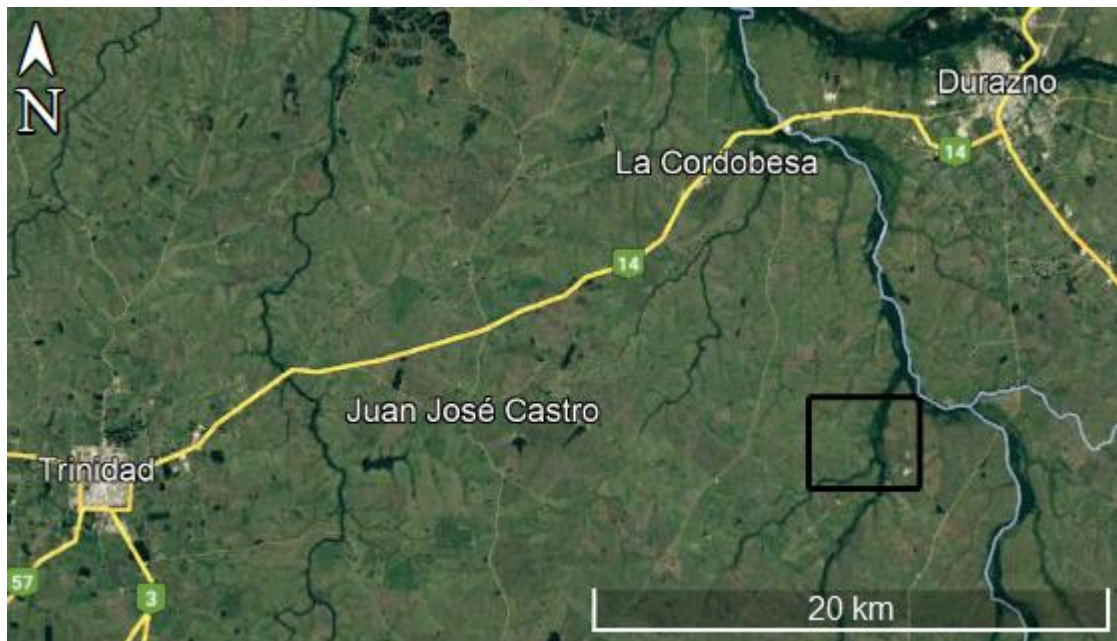 N
Durazno
14
La Cordobesa
14
Juan José Castro
Trinidad
57
3
20 km